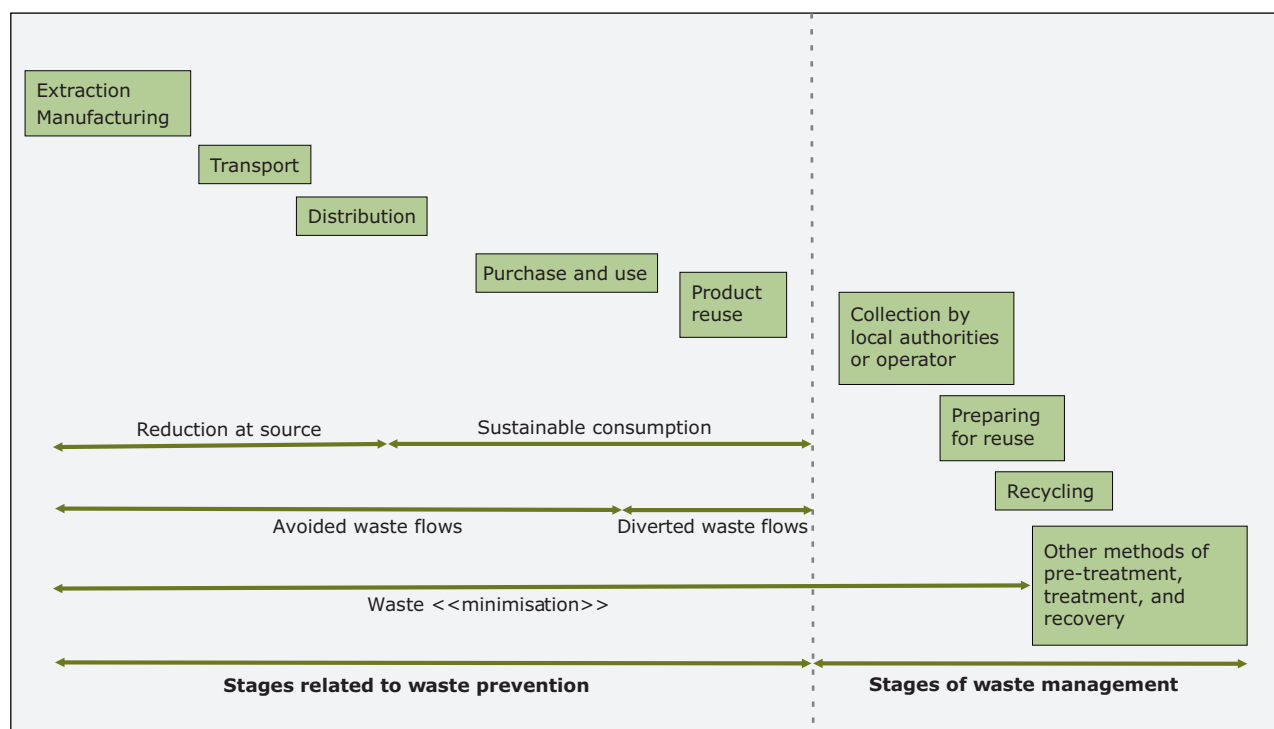 Extraction
Manufacturing
Transport
Distribution
Purchase and use
Product
reuse
Collection by
local authorities
or operator
Preparing
for reuse
Recycling
Other methods of
pre-treatment,
treatment, and
recovery
Reduction at source
Sustainable consumption
Avoided waste flows
Diverted waste flows
Waste <<minimisation>>
Stages related to waste prevention
Stages of waste management